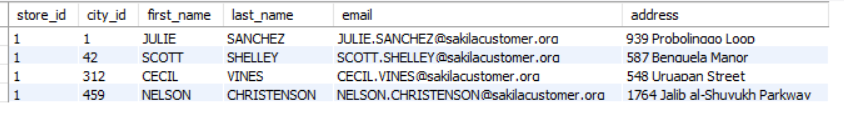 store_id city_id first_name last_name email address
1 1 JULIE SANCHEZ JULIE.SANCHEZ@sakilacustomer.org 939 Probolinggo Loop
1 42 SCOTT SHELLEY SCOTT.SHELLEY@sakilacustomer.org 587 Benguela Manor
1 312 CECIL VINES CECIL.VINES@sakilacustomer.org 548 Uruapan Street
1 459 NELSON CHRISTENSON NELSON.CHRISTENSON@sakilacustomer.org 1764 Jalib al-Shuyukh Parkway